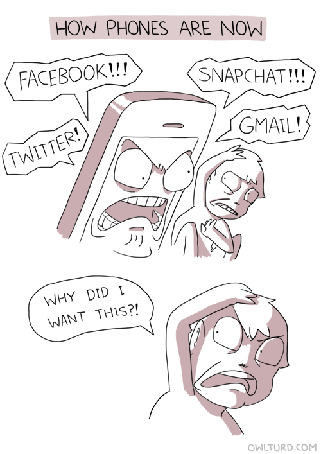 HOW PHONES ARE NOW
FACEBOOK!!!
SNAPCHAT!!!
TWITTER!
GMAIL!
WHY DID I
WANT THIS?!
OWLTURD.COM